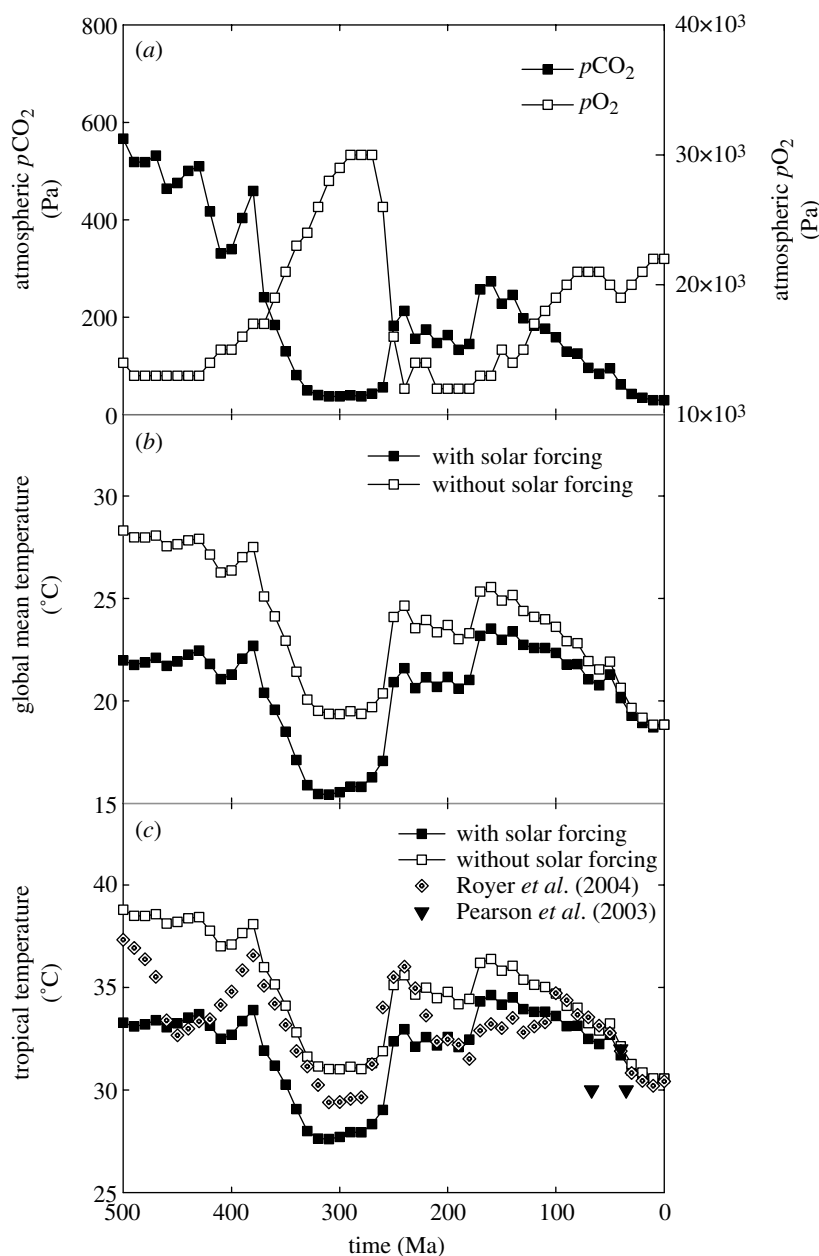 (a)
pCO₂
pO₂
800
600
400
200
0
atmospheric pCO₂
(Pa)
40×10³
30×10³
20×10³
10×10³
atmospheric pO₂
(Pa)
(b)
with solar forcing
without solar forcing
30
25
20
15
global mean temperature
(˚C)
(c)
with solar forcing
without solar forcing
Royer et al. (2004)
Pearson et al. (2003)
40
35
30
25
tropical temperature
(˚C)
500 400 300 200 100 0
time (Ma)